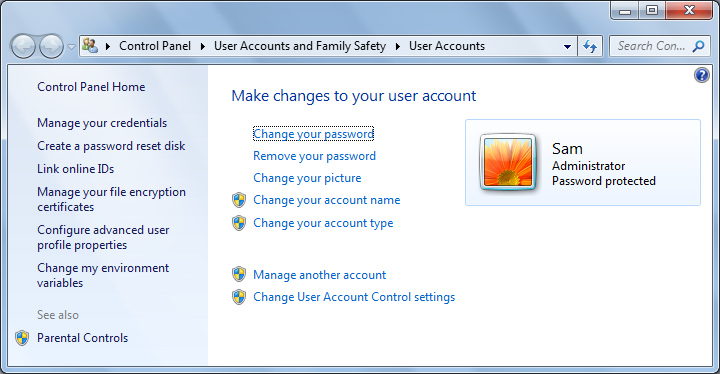 Control Panel User Accounts and Family Safety User Accounts
Search Con...
Control Panel Home
Manage your credentials
Create a password reset disk
Link online IDs
Manage your file encryption
certificates
Configure advanced user
profile properties
Change my environment
variables
See also
Parental Controls
Make changes to your user account
Change your password
Remove your password
Change your picture
Change your account name
Change your account type
Manage another account
Change User Account Control settings
Sam
Administrator
Password protected